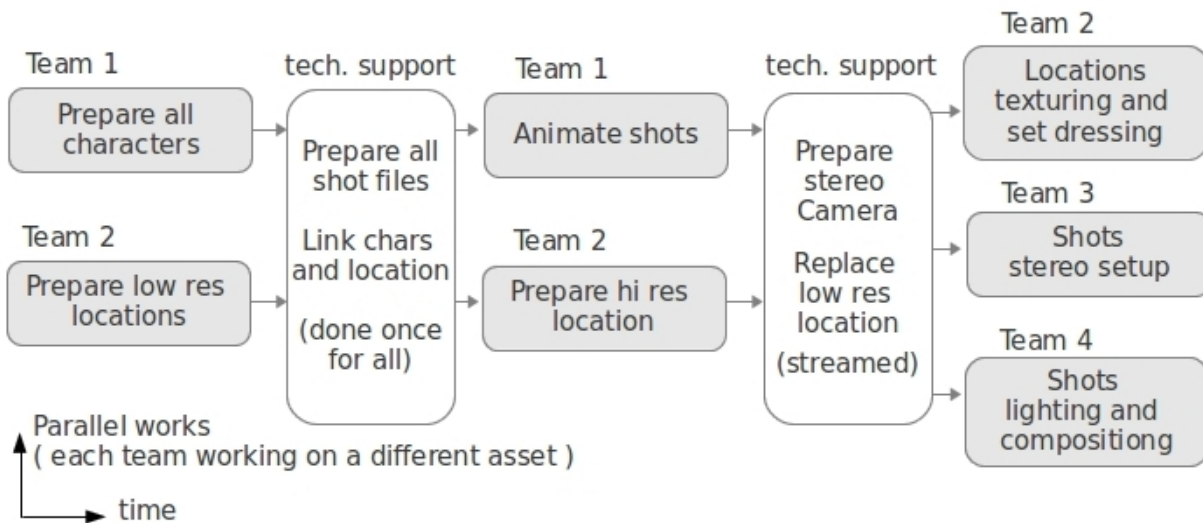 Team 1
Prepare all
characters
Team 2
Prepare low res
locations
tech. support
Prepare all
shot files
Link chars
and location
(done once
for all)
Team 1
Animate shots
Team 2
Prepare hi res
location
tech. support
Prepare
stereo
Camera
Replace
low res
location
(streamed)
Team 2
Locations
texturing and
set dressing
Team 3
Shots
stereo setup
Team 4
Shots
lighting and
compositiong
Parallel works
( each team working on a different asset )
time